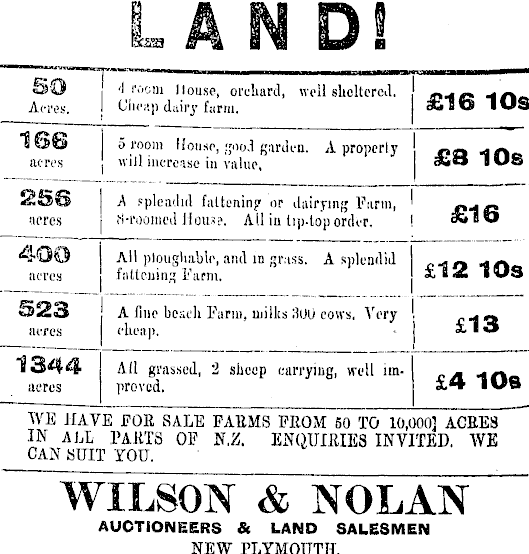 LAND!
50 Acres. 4 room House, orchard, well sheltered. Cheap dairy farm. £16 10s
166 acres 5 room House, good garden. A property will increase in value, £8 10s
256 acres A splendid fattening or dairying Farm, 8-roomed House. All in tip-top order. £16
400 acres All ploughable, and in grass. A splendid fattening Farm. £12 10s
523 acres A fine beach Farm, milks 300 cows. Very cheap. £13
1344 acres All grassed, 2 sheep carrying, well improved. £4 10s
WE HAVE FOR SALE FARMS FROM 50 TO 10,000] ACRES
IN ALL PARTS OF N.Z. ENQUIRIES INVITED. WE
CAN SUIT YOU.
WILSON & NOLAN
AUCTIONEERS & LAND SALESMEN
NEW PLYMOUTH.